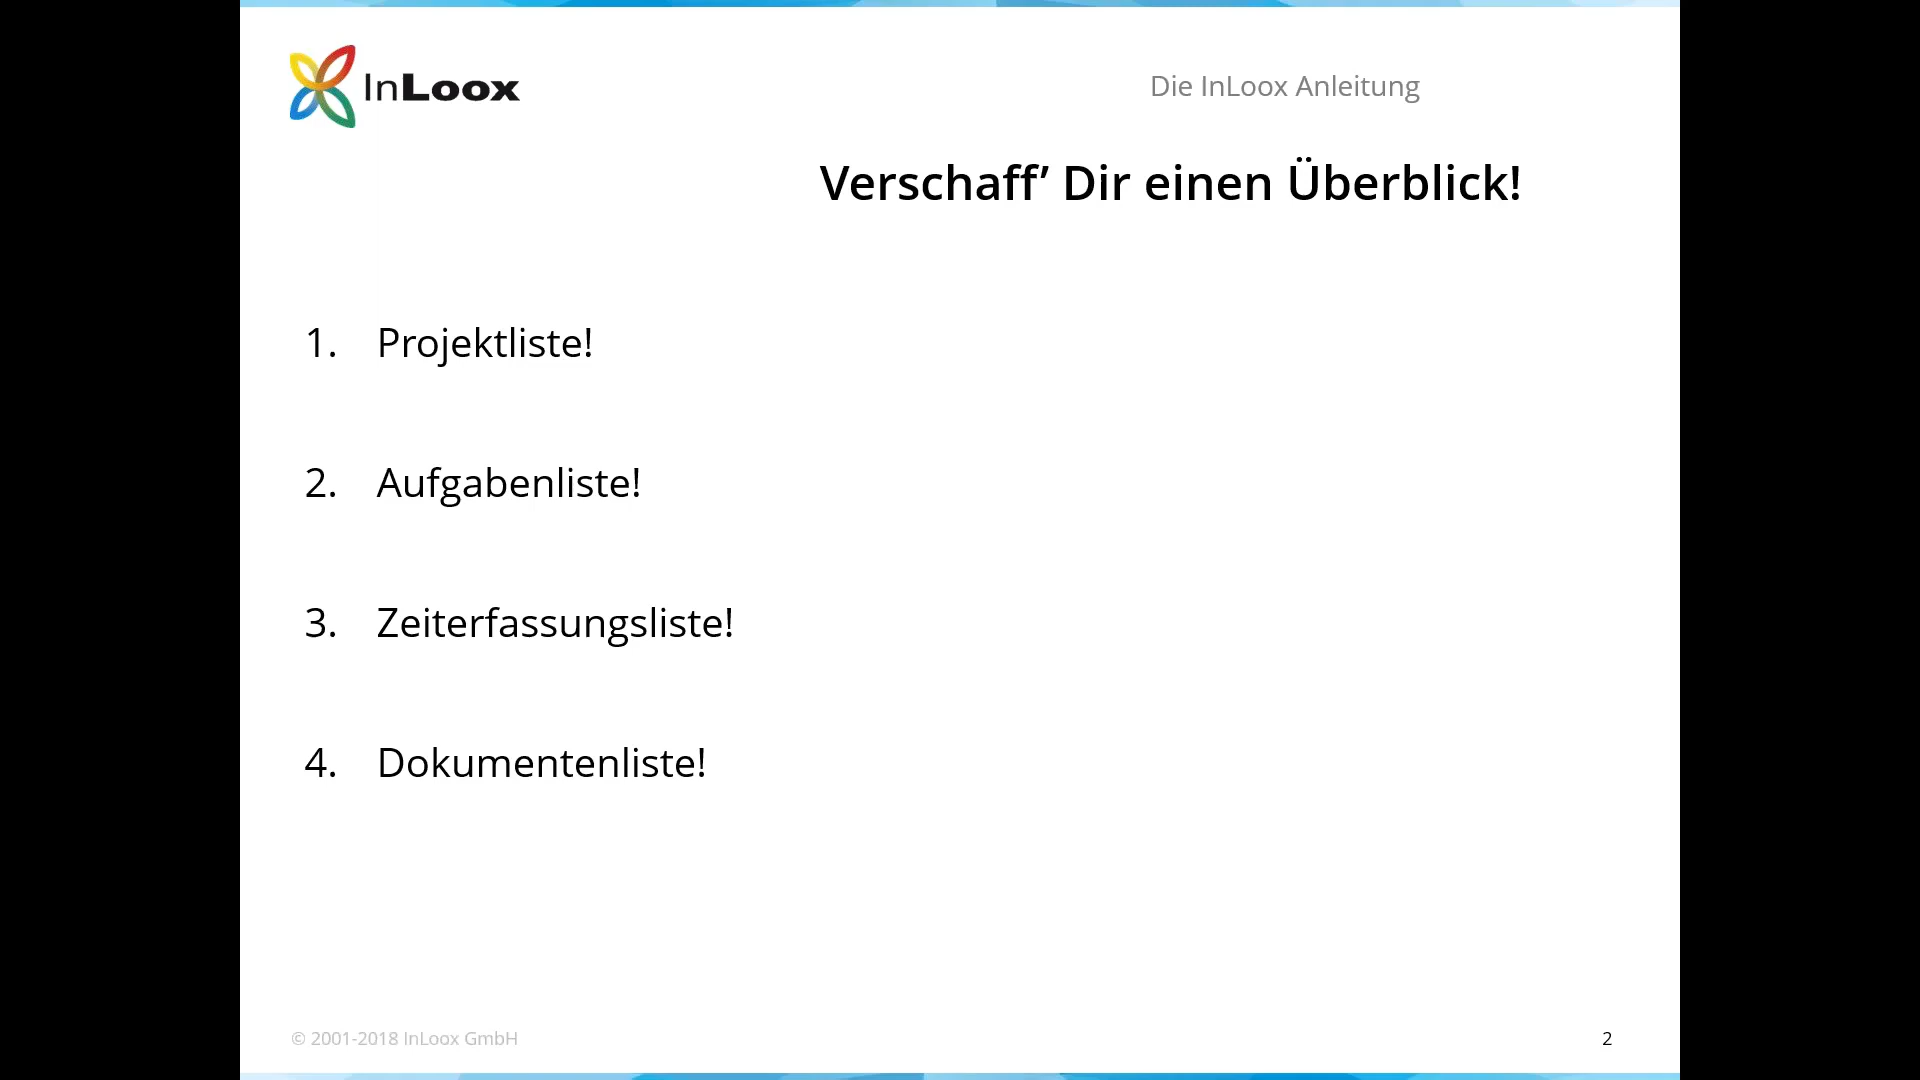 InLoox
Die InLoox Anleitung
Verschaff’ Dir einen Überblick!
1. Projektliste!
2. Aufgabenliste!
3. Zeiterfassungsliste!
4. Dokumentenliste!
© 2001-2018 InLoox GmbH
2